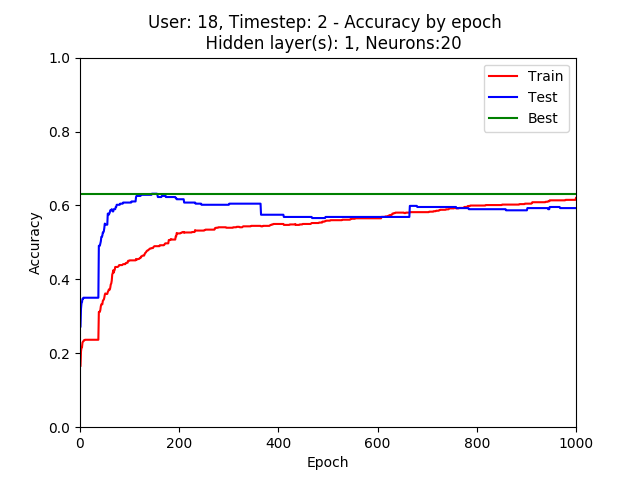 User: 18, Timestep: 2 - Accuracy by epoch
Hidden layer(s): 1, Neurons:20
1.0
Train
Test
Best
0.8
0.6
Accuracy
0.4
0.2
0.0
0 200 400 600 800 1000
Epoch